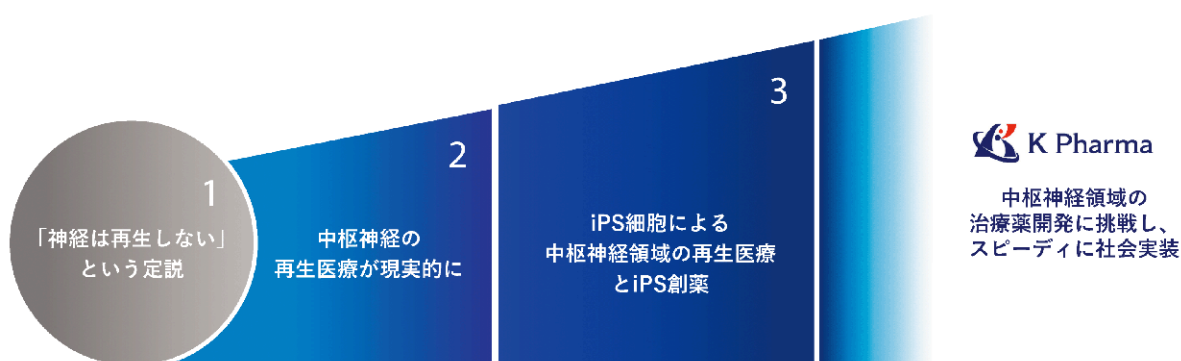 1
「神経は再生しない」
という定説
2
中枢神経の
再生医療が現実的に
3
iPS細胞による
中枢神経領域の再生医療
とiPS創薬
K Pharma
中枢神経領域の
治療薬開発に挑戦し、
スピーディに社会実装